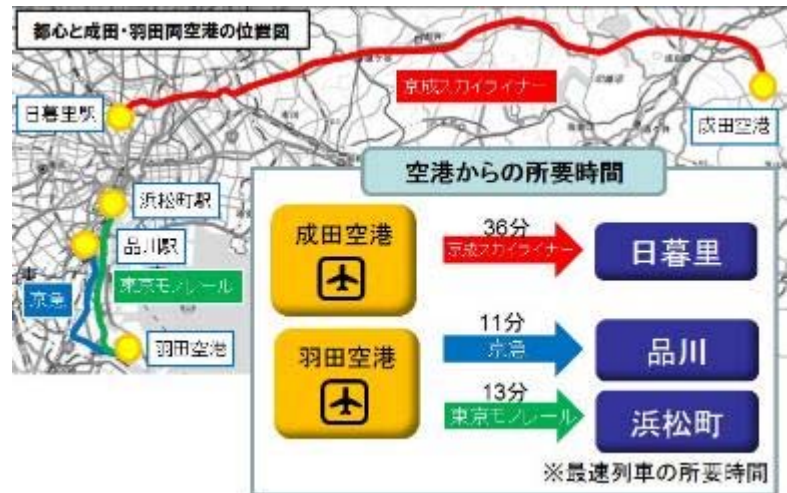 都心と成田・羽田両空港の位置図
日暮里駅
京成スカイライナー
成田空港
浜松町駅
品川駅
京急
東京モノレール
羽田空港
空港からの所要時間
成田空港
36分
京成スカイライナー
日暮里
羽田空港
11分
京急
品川
13分
東京モノレール
浜松町
※最速列車の所要時間